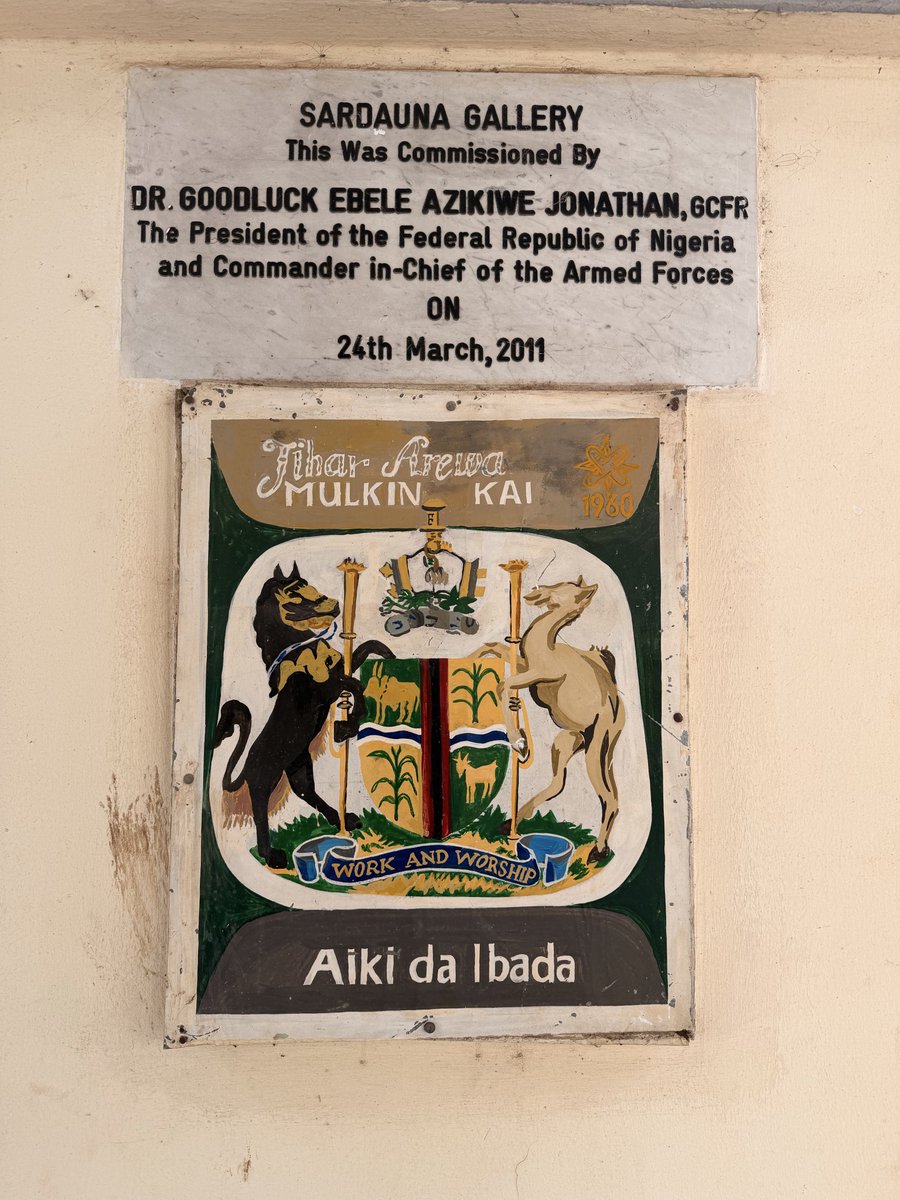 SARDAUNA GALLERY
This Was Commissioned By
DR. GOODLUCK EBELE AZIKIWE JONATHAN, GCFR
The President of the Federal Republic of Nigeria
and Commander in-Chief of the Armed Forces
ON
24th March, 2011
Jihar Arewa
MULKIN KAI
1960
WORK AND WORSHIP
Aiki da Ibada